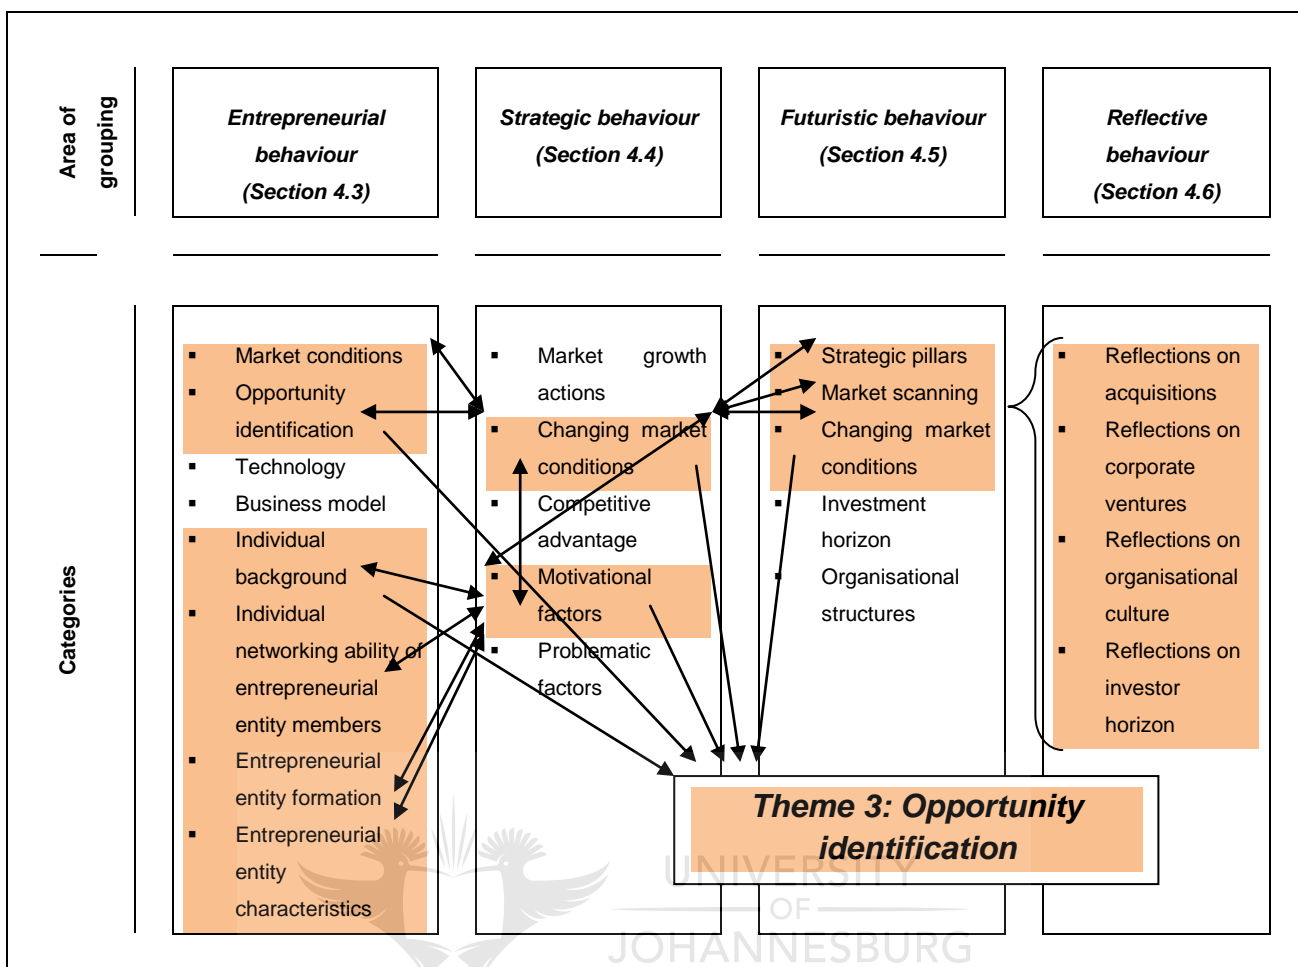 Area of
grouping
Entrepreneurial
behaviour
(Section 4.3)
Strategic behaviour
(Section 4.4)
Futuristic behaviour
(Section 4.5)
Reflective
behaviour
(Section 4.6)
Categories
▪ Market conditions
▪ Opportunity
identification
▪ Technology
▪ Business model
▪ Individual
background
▪ Individual
networking ability of
entrepreneurial
entity members
▪ Entrepreneurial
entity formation
▪ Entrepreneurial
entity
characteristics
▪ Market growth
actions
▪ Changing market
conditions
▪ Competitive
advantage
▪ Motivational
factors
▪ Problematic
factors
▪ Strategic pillars
▪ Market scanning
▪ Changing market
conditions
▪ Investment
horizon
▪ Organisational
structures
▪ Reflections on
acquisitions
▪ Reflections on
corporate
ventures
▪ Reflections on
organisational
culture
▪ Reflections on
investor
horizon
Theme 3: Opportunity
identification
UNIVERSITY
OF
JOHANNESBURG